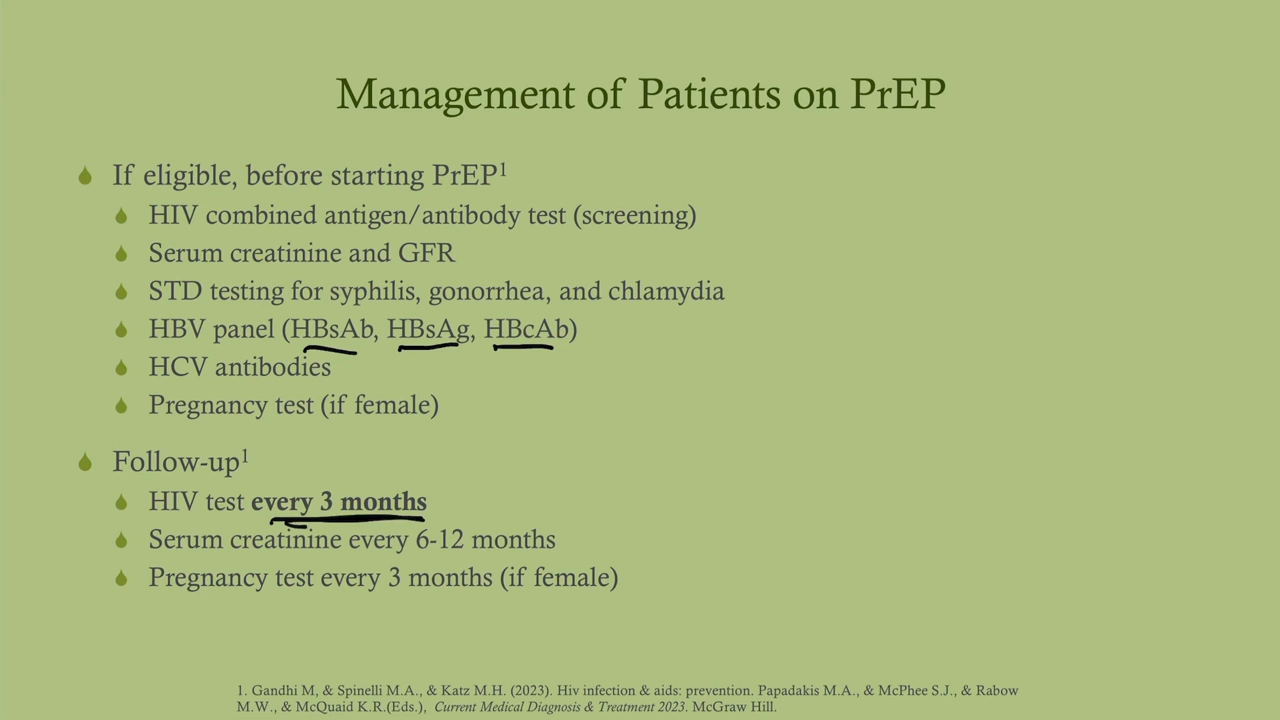 Management of Patients on PrEP
If eligible, before starting PrEP¹
HIV combined antigen/antibody test (screening)
Serum creatinine and GFR
STD testing for syphilis, gonorrhea, and chlamydia
HBV panel (HBsAb, HBsAg, HBcAb)
HCV antibodies
Pregnancy test (if female)
Follow-up¹
HIV test every 3 months
Serum creatinine every 6-12 months
Pregnancy test every 3 months (if female)
1. Gandhi M, & Spinelli M.A., & Katz M.H. (2023). Hiv infection & aids: prevention. Papadakis M.A., & McPhee S.J., & Rabow
M.W., & McQuaid K.R.(Eds.), Current Medical Diagnosis & Treatment 2023. McGraw Hill.